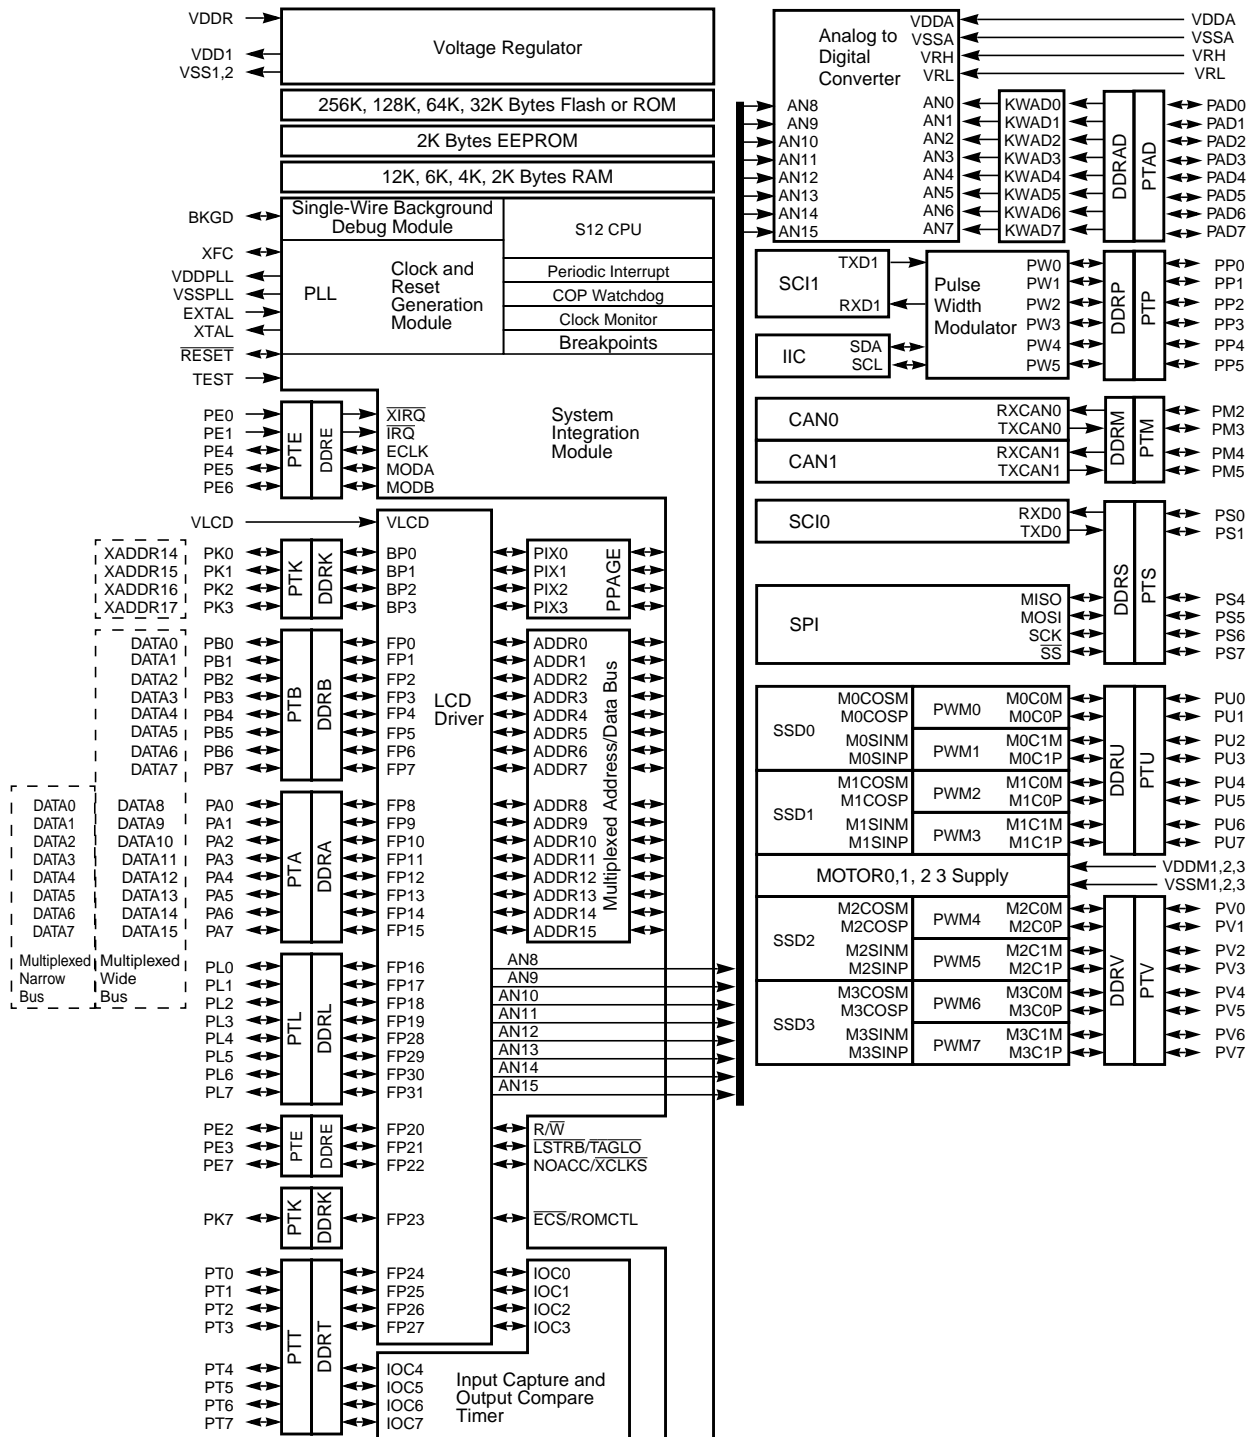 VDDR
VDD1
VSS1,2
Voltage Regulator
256K, 128K, 64K, 32K Bytes Flash or ROM
2K Bytes EEPROM
12K, 6K, 4K, 2K Bytes RAM
BKGD
XFC
VDDPLL
VSSPLL
EXTAL
XTAL
RESET
TEST
Single-Wire Background
Debug Module
S12 CPU
PLL
Clock and
Reset
Generation
Module
Periodic Interrupt
COP Watchdog
Clock Monitor
Breakpoints
System
Integration
Module
PE0
PE1
PE4
PE5
PE6
PTE
DDRE
XIRQ
IRQ
ECLK
MODA
MODB
VLCD
VLCD
XADDR14
XADDR15
XADDR16
XADDR17
PK0
PK1
PK2
PK3
PTK
DDRK
BP0
BP1
BP2
BP3
PIX0
PIX1
PIX2
PIX3
PPAGE
DATA0
DATA1
DATA2
DATA3
DATA4
DATA5
DATA6
DATA7
PB0
PB1
PB2
PB3
PB4
PB5
PB6
PB7
PTB
DDRB
FP0
FP1
FP2
FP3
FP4
FP5
FP6
FP7
LCD
Driver
ADDR0
ADDR1
ADDR2
ADDR3
ADDR4
ADDR5
ADDR6
ADDR7
Multiplexed Address/Data Bus
DATA0
DATA1
DATA2
DATA3
DATA4
DATA5
DATA6
DATA7
Multiplexed
Narrow
Bus
DATA8
DATA9
DATA10
DATA11
DATA12
DATA13
DATA14
DATA15
Multiplexed
Wide
Bus
PA0
PA1
PA2
PA3
PA4
PA5
PA6
PA7
PTA
DDRA
FP8
FP9
FP10
FP11
FP12
FP13
FP14
FP15
ADDR8
ADDR9
ADDR10
ADDR11
ADDR12
ADDR13
ADDR14
ADDR15
PL0
PL1
PL2
PL3
PL4
PL5
PL6
PL7
PTL
DDRL
FP16
FP17
FP18
FP19
FP28
FP29
FP30
FP31
AN8
AN9
AN10
AN11
AN12
AN13
AN14
AN15
PE2
PE3
PE7
PTE
DDRE
FP20
FP21
FP22
R/W
LSTRB/TAGLO
NOACC/XCLKS
PK7
PTK
DDRK
FP23
ECS/ROMCTL
PT0
PT1
PT2
PT3
PT4
PT5
PT6
PT7
PTT
DDRT
FP24
FP25
FP26
FP27
IOC0
IOC1
IOC2
IOC3
IOC4
IOC5
IOC6
IOC7
Input Capture and
Output Compare
Timer
Analog to
Digital
Converter
VDDA
VSSA
VRH
VRL
VDDA
VSSA
VRH
VRL
AN8
AN9
AN10
AN11
AN12
AN13
AN14
AN15
AN0
AN1
AN2
AN3
AN4
AN5
AN6
AN7
KWAD0
KWAD1
KWAD2
KWAD3
KWAD4
KWAD5
KWAD6
KWAD7
DDRAD
PTAD
PAD0
PAD1
PAD2
PAD3
PAD4
PAD5
PAD6
PAD7
SCI1
TXD1
RXD1
IIC
SDA
SCL
Pulse
Width
Modulator
PW0
PW1
PW2
PW3
PW4
PW5
DDRP
PTP
PP0
PP1
PP2
PP3
PP4
PP5
CAN0
RXCAN0
TXCAN0
CAN1
RXCAN1
TXCAN1
DDRM
PTM
PM2
PM3
PM4
PM5
SCI0
RXD0
TXD0
SPI
MISO
MOSI
SCK
SS
DDRS
PTS
PS0
PS1
PS4
PS5
PS6
PS7
SSD0
M0COSM
M0COSP
M0SINM
M0SINP
PWM0
PWM1
M0C0M
M0C0P
M0C1M
M0C1P
SSD1
M1COSM
M1COSP
M1SINM
M1SINP
PWM2
PWM3
M1C0M
M1C0P
M1C1M
M1C1P
DDRU
PTU
PU0
PU1
PU2
PU3
PU4
PU5
PU6
PU7
MOTOR0,1, 2 3 Supply
VDDM1,2,3
VSSM1,2,3
SSD2
M2COSM
M2COSP
M2SINM
M2SINP
PWM4
PWM5
M2C0M
M2C0P
M2C1M
M2C1P
SSD3
M3COSM
M3COSP
M3SINM
M3SINP
PWM6
PWM7
M3C0M
M3C0P
M3C1M
M3C1P
DDRV
PTV
PV0
PV1
PV2
PV3
PV4
PV5
PV6
PV7